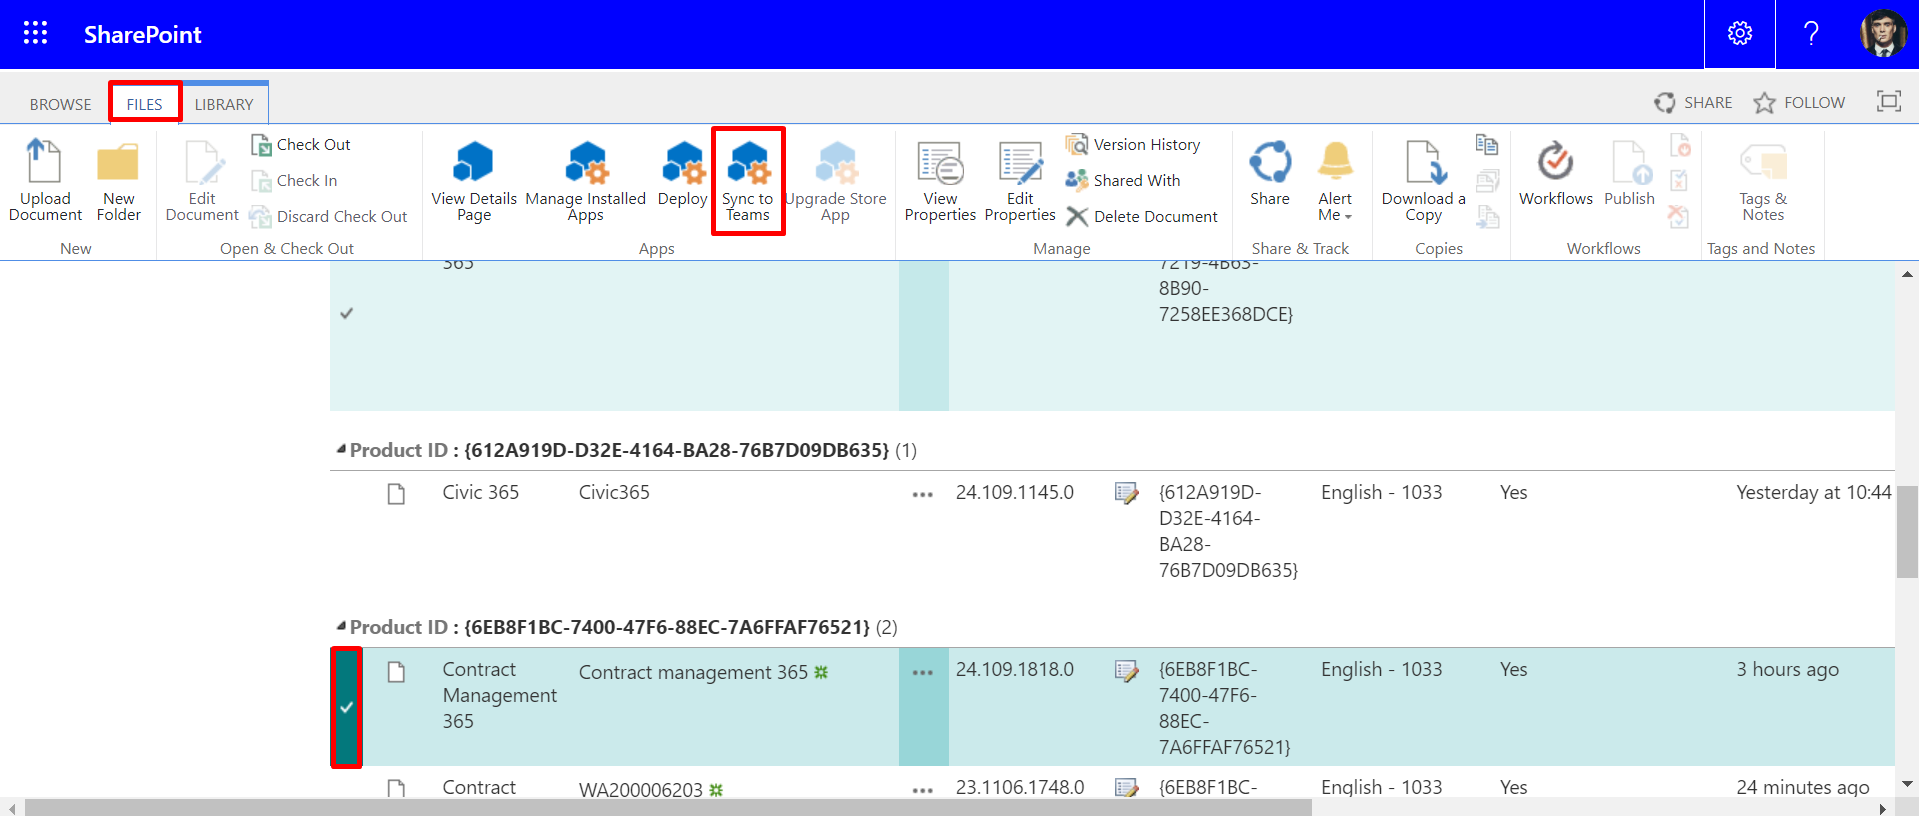 SharePoint
?
BROWSE FILES LIBRARY
SHARE FOLLOW
Upload Document
New Folder
New
Edit Document
Check Out
Check In
Discard Check Out
Open & Check Out
View Details Page
Manage Installed Apps
Deploy
Sync to Teams
Upgrade Store App
Apps
View Properties
Edit Properties
Version History
Shared With
Delete Document
Manage
Share
Alert Me
Share & Track
Download a Copy
Copies
Workflows
Publish
Workflows
Tags & Notes
Tags and Notes
365
7219-4B63-
8B90-
7258EE368DCE}
Product ID : {612A919D-D32E-4164-BA28-76B7D09DB635} (1)
Civic 365 Civic365 ... 24.109.1145.0 {612A919D- English - 1033 Yes Yesterday at 10:44
D32E-4164-
BA28-
76B7D09DB635}
Product ID : {6EB8F1BC-7400-47F6-88EC-7A6FFAF76521} (2)
Contract Contract management 365 ... 24.109.1818.0 {6EB8F1BC- English - 1033 Yes 3 hours ago
Management 7400-47F6-
365 88EC-
7A6FFAF76521}
Contract WA200006203 ... 23.1106.1748.0 {6EB8F1BC- English - 1033 Yes 24 minutes ago